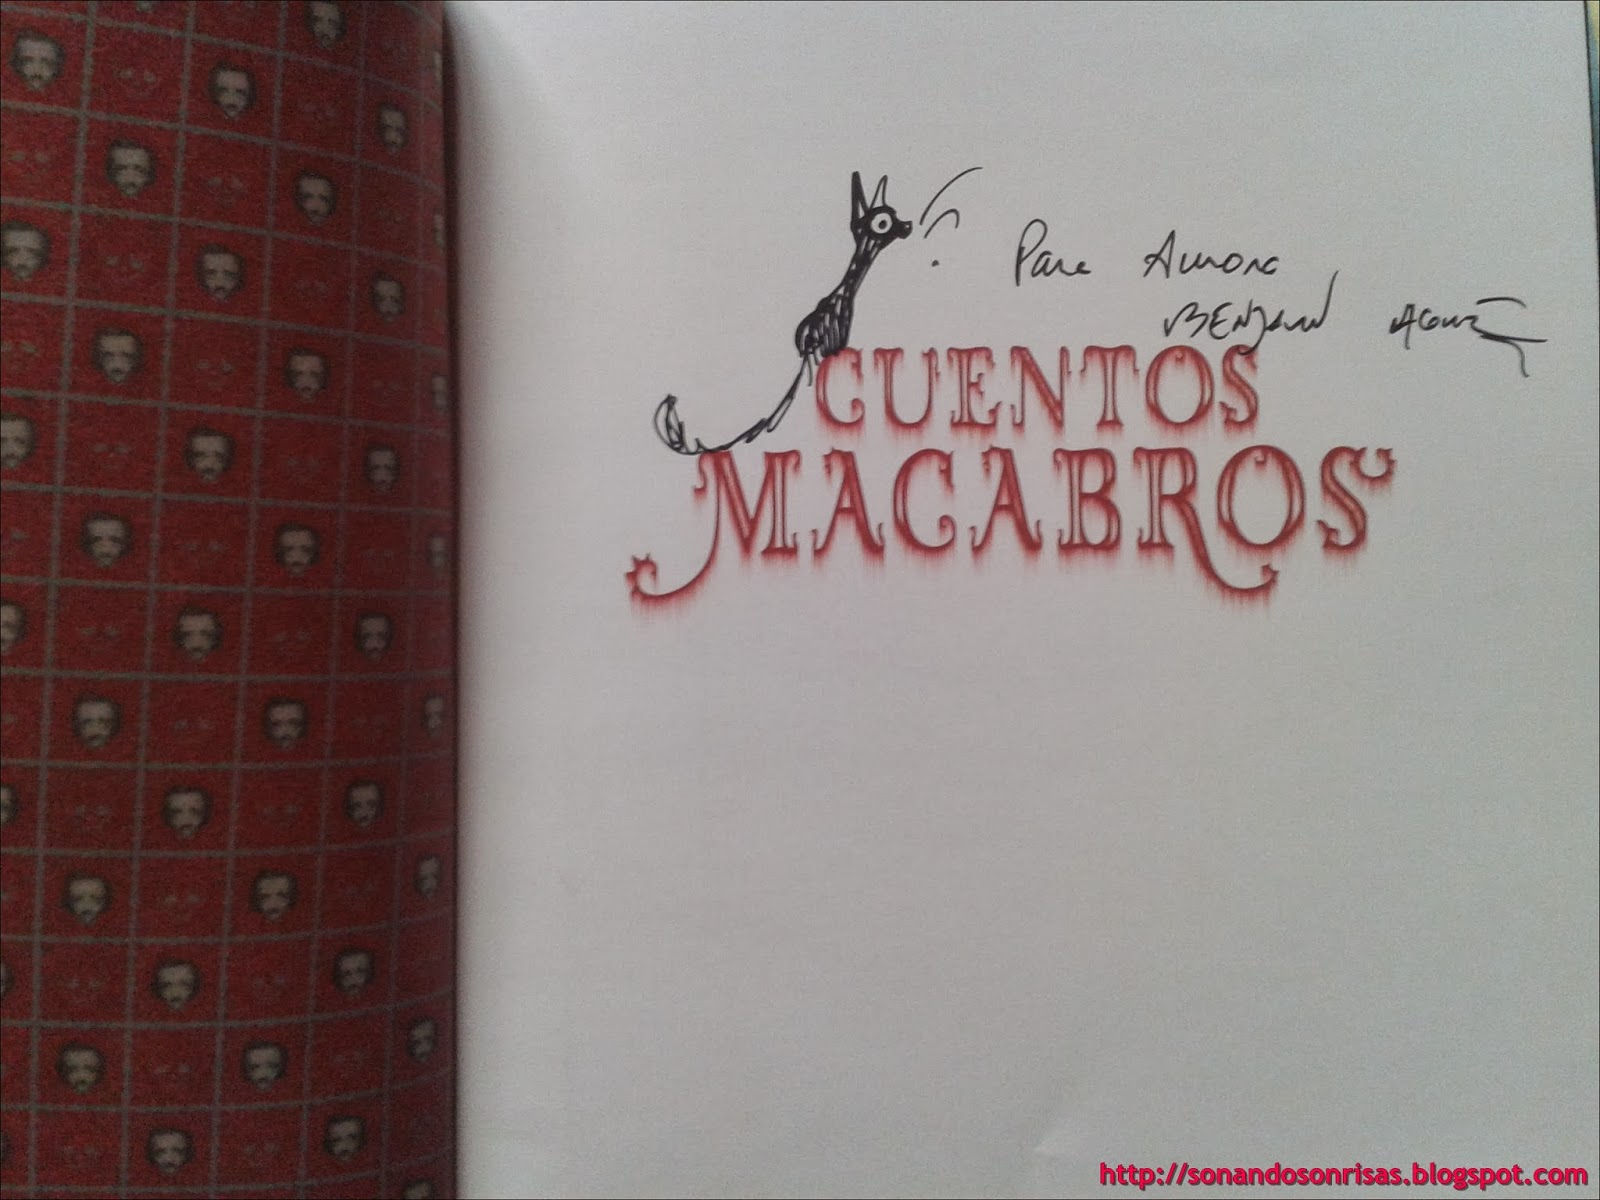 Para Aurora
BENJAMIN
CUENTOS
MACABROS
http://sonandosonrisas.blogspot.com